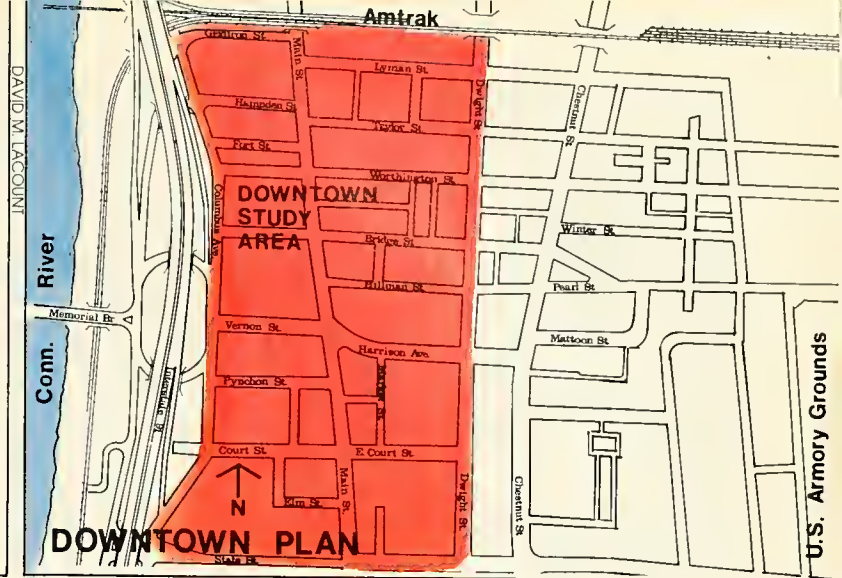 Amtrak
Gridiron St.
Main St.
Lyman St.
Dwight St.
Chestnut St.
DAVID M. LACOUNT
Hampden St
Taylor St.
Fort St.
Worthington St.
Columbus Ave
DOWNTOWN
STUDY
AREA
Winter St.
Bridge St.
Conn. River
Hillman St.
Pearl St
Memorial Br
Vernon St.
Mattoon St
Harrison Ave.
Pynchon St.
U.S. Armory Grounds
Court St.
E Court St.
N
Main St.
Dwight St.
Chestnut St
Elm St.
DOWNTOWN PLAN
State St.